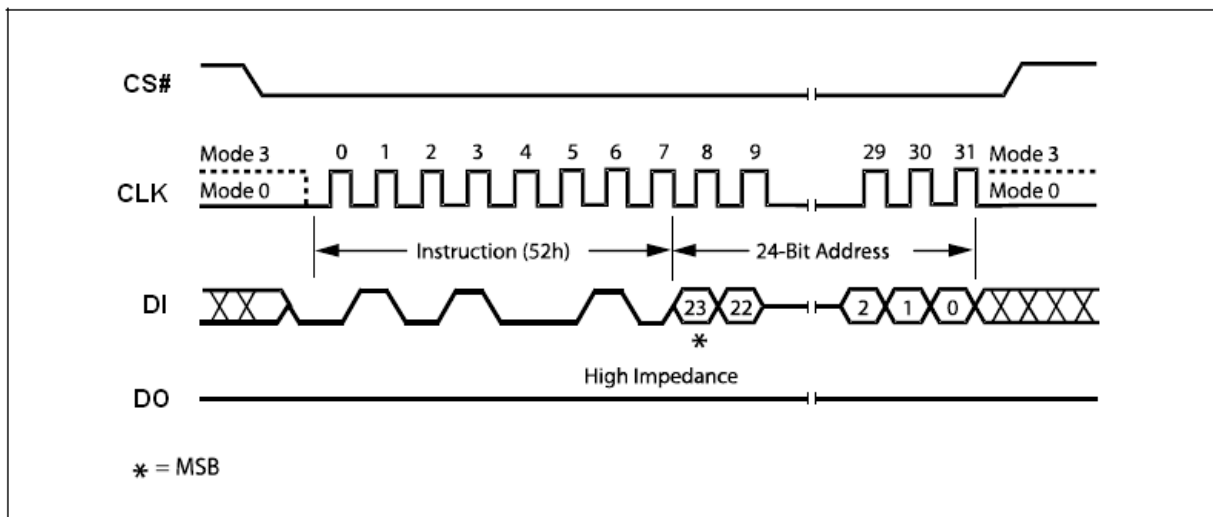 CS#
Mode 3 0 1 2 3 4 5 6 7 8 9 29 30 31 Mode 3
CLK Mode 0 Mode 0
Instruction (52h) 24-Bit Address
DI 23 22 2 1 0
*
High Impedance
DO
* = MSB